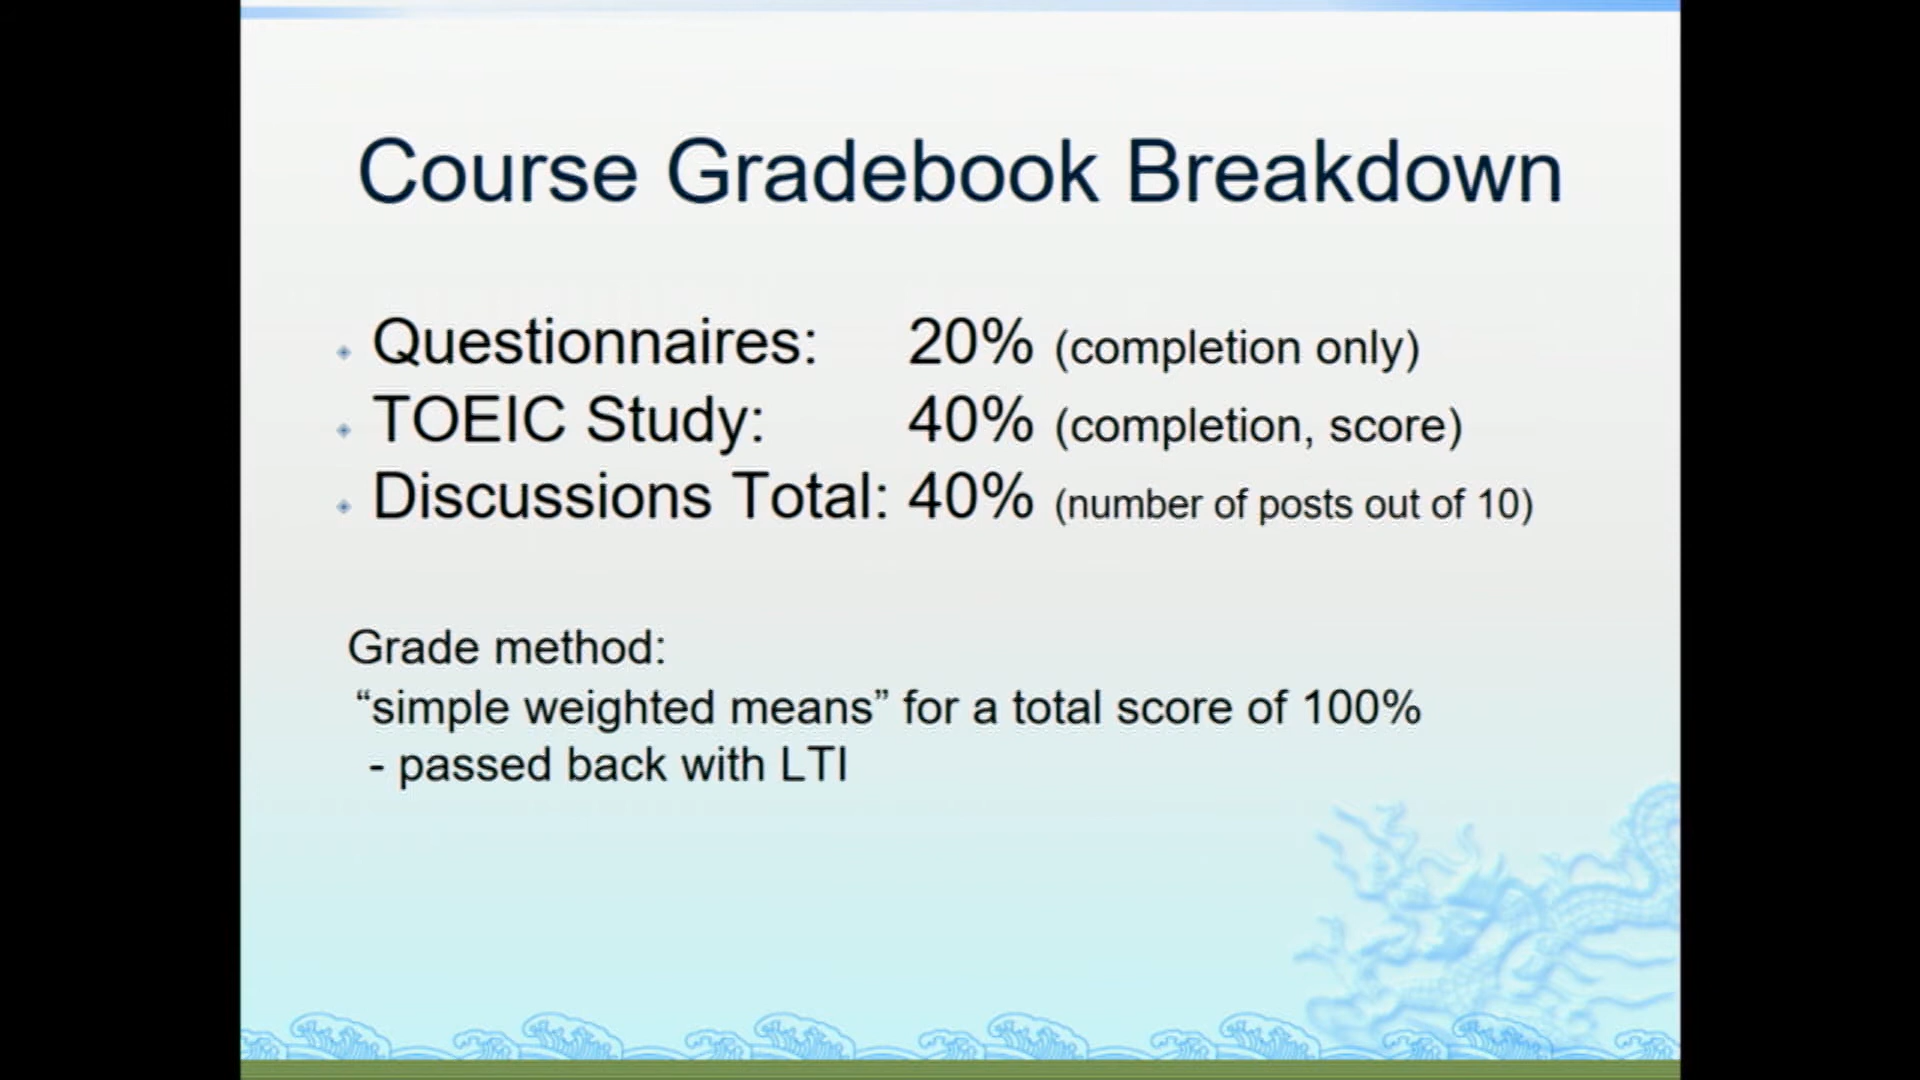 Course Gradebook Breakdown
Questionnaires: 20% (completion only)
TOEIC Study: 40% (completion, score)
Discussions Total: 40% (number of posts out of 10)
Grade method:
“simple weighted means” for a total score of 100%
- passed back with LTI